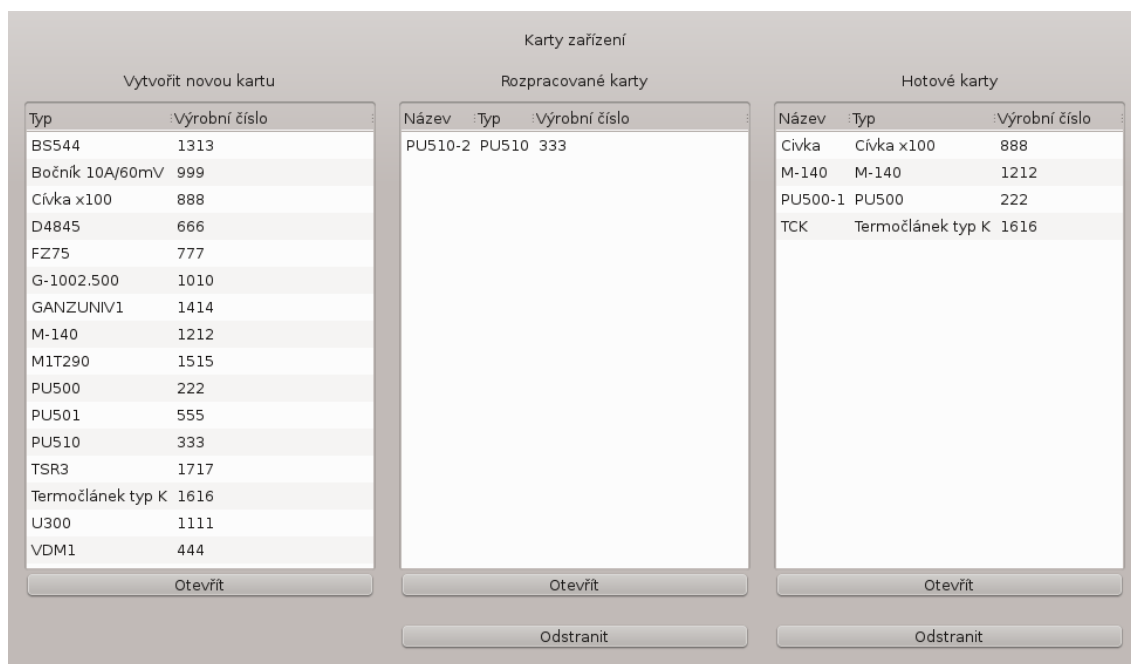 Karty zařízení
Vytvořit novou kartu
Typ Výrobní číslo
BS544 1313
Bočník 10A/60mV 999
Cívka x100 888
D4845 666
FZ75 777
G-1002.500 1010
GANZUNIV1 1414
M-140 1212
M1T290 1515
PU500 222
PU501 555
PU510 333
TSR3 1717
Termočlánek typ K 1616
U300 1111
VDM1 444
Otevřít
Rozpracované karty
Název Typ Výrobní číslo
PU510-2 PU510 333
Otevřít
Odstranit
Hotové karty
Název Typ Výrobní číslo
Civka Cívka x100 888
M-140 M-140 1212
PU500-1 PU500 222
TCK Termočlánek typ K 1616
Otevřít
Odstranit